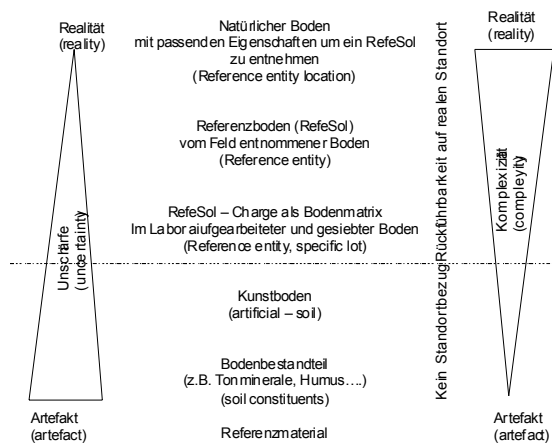 Realität
(reality)
Unschärfe
(uncertainty)
Artefakt
(artefact)
Natürlicher Boden
mit passenden Eigenschaften um ein RefeSol
zu entnehmen
(Reference entity location)
Referenzboden (RefeSol)
vom Feld entnommener Boden
(Reference entity)
RefeSol – Charge als Bodenmatrix
Im Labor aiufgearbeiteter und gesiebter Boden
(Reference entity, specific lot)
Kunstboden
(artificial – soil)
Bodenbestandteil
(z.B. Tonminerale, Humus....)
(soil constituents)
Referenzmaterial
Rückführbarkeit auf realen Standort
Kein Standortbezug
Realität
(reality)
Komplexizität
(compleyity)
Artefakt
(artefact)